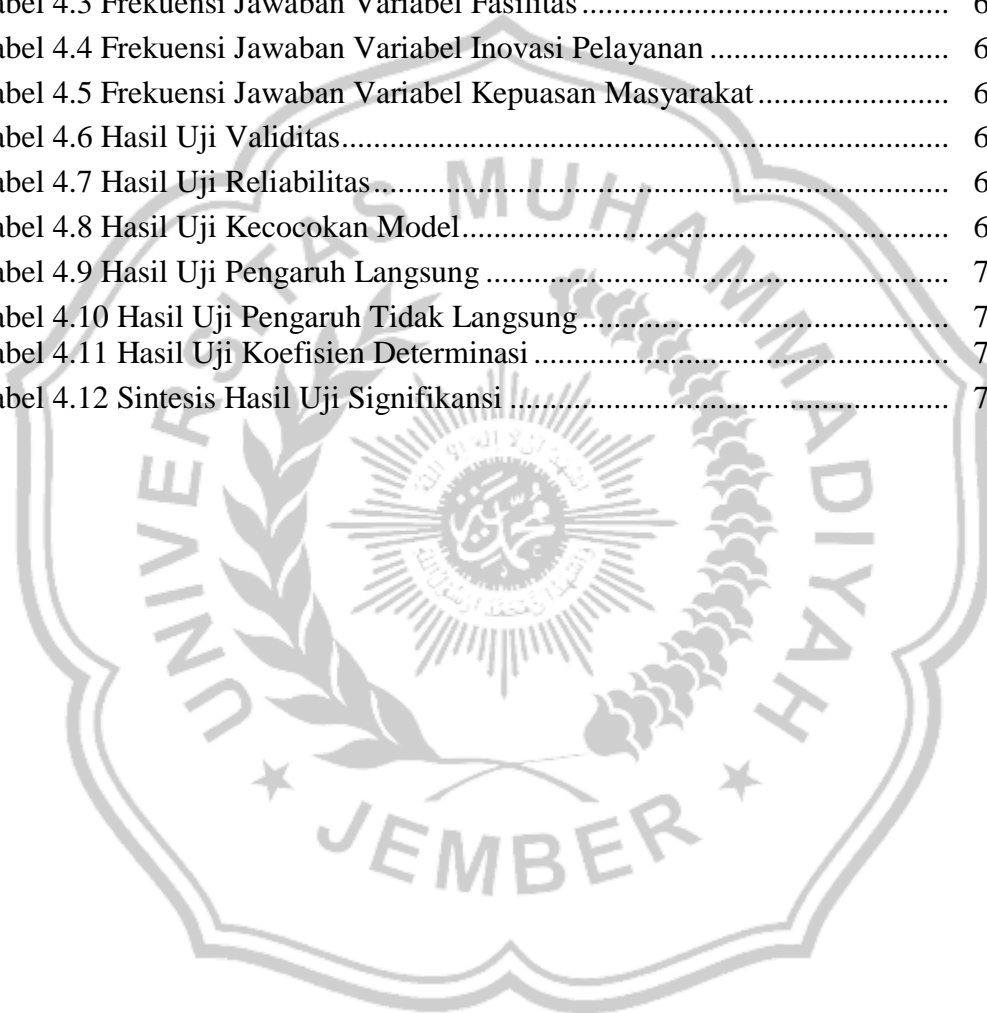 abel 4.3 Frekuensi Jawaban Variabel Fasilitas ........................................................ 6
abel 4.4 Frekuensi Jawaban Variabel Inovasi Pelayanan ................................... 6
abel 4.5 Frekuensi Jawaban Variabel Kepuasan Masyarakat ............................ 6
abel 4.6 Hasil Uji Validitas ........................................................................................ 6
abel 4.7 Hasil Uji Reliabilitas ................................................................................... 6
abel 4.8 Hasil Uji Kecocokan Model ...................................................................... 6
abel 4.9 Hasil Uji Pengaruh Langsung ................................................................... 7
abel 4.10 Hasil Uji Pengaruh Tidak Langsung ..................................................... 7
abel 4.11 Hasil Uji Koefisien Determinasi ............................................................. 7
abel 4.12 Sintesis Hasil Uji Signifikansi ................................................................ 7
UNIVERSITAS MUHAMMADIYAH
JEMBER